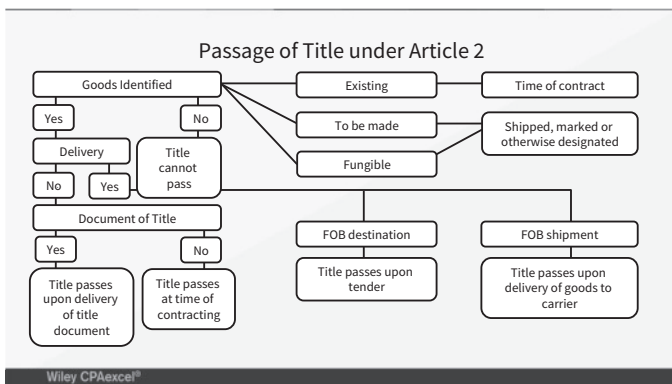 Passage of Title under Article 2
Goods Identified
Existing
Time of contract
Yes
No
To be made
Shipped, marked or
otherwise designated
Delivery
Title
cannot
pass
Fungible
No
Yes
Document of Title
FOB destination
FOB shipment
Yes
No
Title passes upon
tender
Title passes upon
delivery of goods to
carrier
Title passes
upon delivery
of title
document
Title passes
at time of
contracting
Wiley CPAexcel®